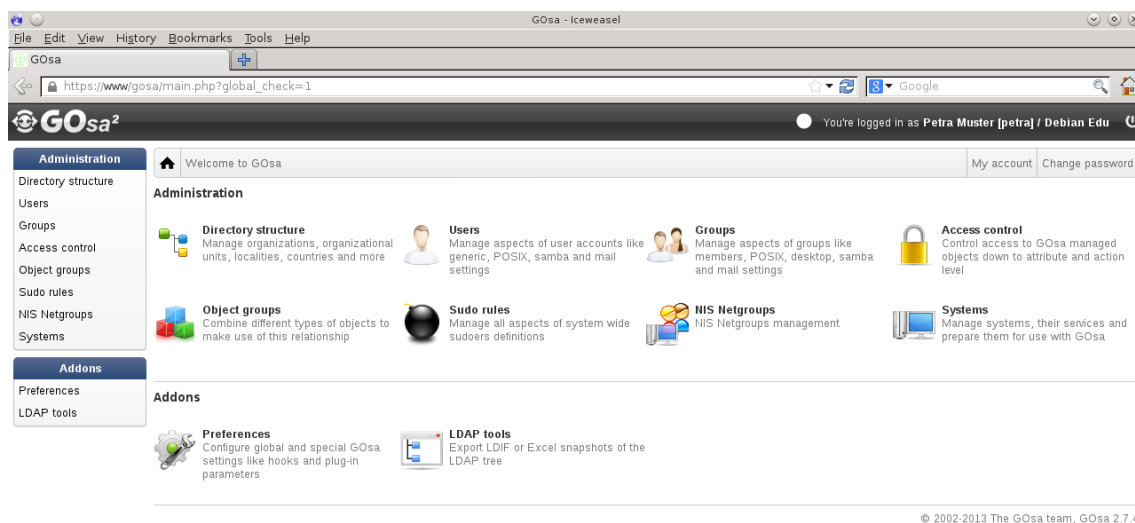 GOsa - Iceweasel
File Edit View History Bookmarks Tools Help
GOsa
https://www/gosa/main.php?global_check=1
Google
GOsa²
You're logged in as Petra Muster [petra] / Debian Edu
Administration
Directory structure
Users
Groups
Access control
Object groups
Sudo rules
NIS Netgroups
Systems
Addons
Preferences
LDAP tools
Welcome to GOsa
My account
Change password
Administration
Directory structure
Manage organizations, organizational
units, localities, countries and more
Users
Manage aspects of user accounts like
generic, POSIX, samba and mail
settings
Groups
Manage aspects of groups like
members, POSIX, desktop, samba
and mail settings
Access control
Control access to GOsa managed
objects down to attribute and action
level
Object groups
Combine different types of objects to
make use of this relationship
Sudo rules
Manage all aspects of system wide
sudoers definitions
NIS Netgroups
NIS Netgroups management
Systems
Manage systems, their services and
prepare them for use with GOsa
Addons
Preferences
Configure global and special GOsa
settings like hooks and plug-in
parameters
LDAP tools
Export LDIF or Excel snapshots of the
LDAP tree
© 2002-2013 The GOsa team, GOsa 2.7.4